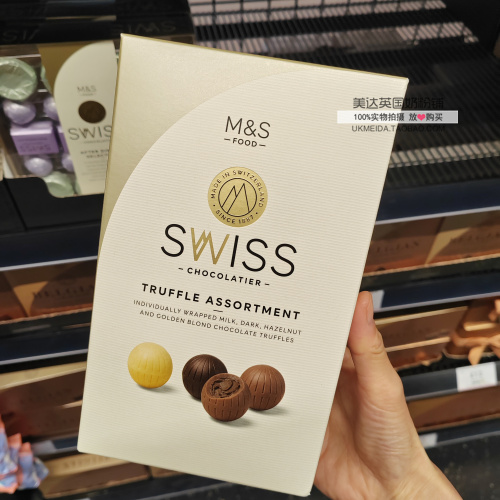 M&S
FOOD
MADE IN SWITZERLAND
SINCE 1887
SWISS
CHOCOLATIER
TRUFFLE ASSORTMENT
INDIVIDUALLY WRAPPED MILK, DARK, HAZELNUT
AND GOLDEN BLOND CHOCOLATE TRUFFLES
M&S
SWISS
美达英国
100%实物拍摄 放❤购买
UKMEIDA.TAOBAO